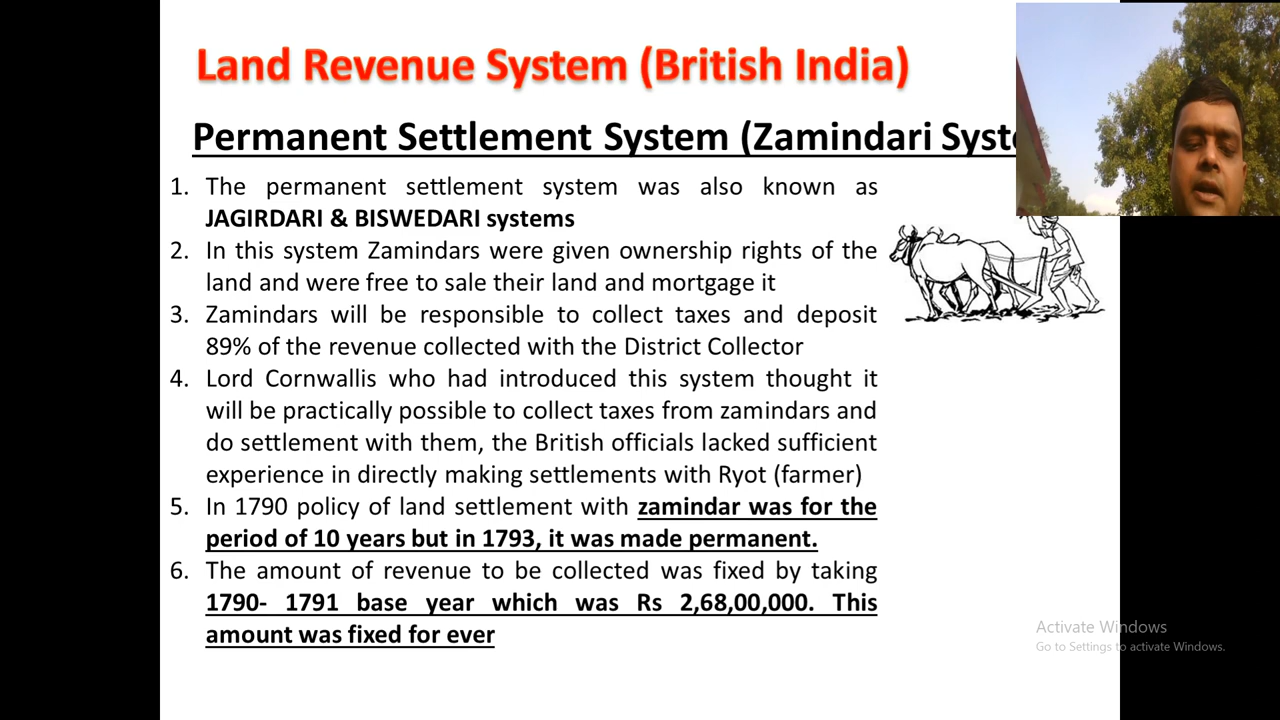 Land Revenue System (British India)
Permanent Settlement System (Zamindari Syste
1. The permanent settlement system was also known as
JAGIRDARI & BISWEDARI systems
2. In this system Zamindars were given ownership rights of the
land and were free to sale their land and mortgage it
3. Zamindars will be responsible to collect taxes and deposit
89% of the revenue collected with the District Collector
4. Lord Cornwallis who had introduced this system thought it
will be practically possible to collect taxes from zamindars and
do settlement with them, the British officials lacked sufficient
experience in directly making settlements with Ryot (farmer)
5. In 1790 policy of land settlement with zamindar was for the
period of 10 years but in 1793, it was made permanent.
6. The amount of revenue to be collected was fixed by taking
1790- 1791 base year which was Rs 2,68,00,000. This
amount was fixed for ever
Activate Windows
Go to Settings to activate Windows.